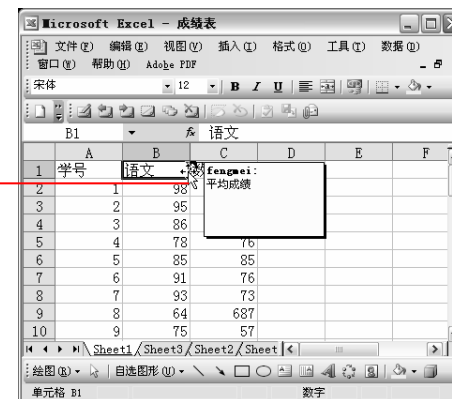 Microsoft Excel - 成绩表
文件(F) 编辑(E) 视图(V) 插入(I) 格式(O) 工具(T) 数据(D)
窗口(W) 帮助(H) Adobe PDF
宋体 12 B I U
B1 fx 语文
A B C D E F
1 学号 语文
fengmei:
平均成绩
2 1 98
3 2 95
4 3 86
5 4 78 76
6 5 85 85
7 6 91 76
8 7 93 73
9 8 64 687
10 9 75 57
Sheet1 Sheet3 Sheet2 Sheet
绘图(R) 自选图形(U)
单元格 B1 数字